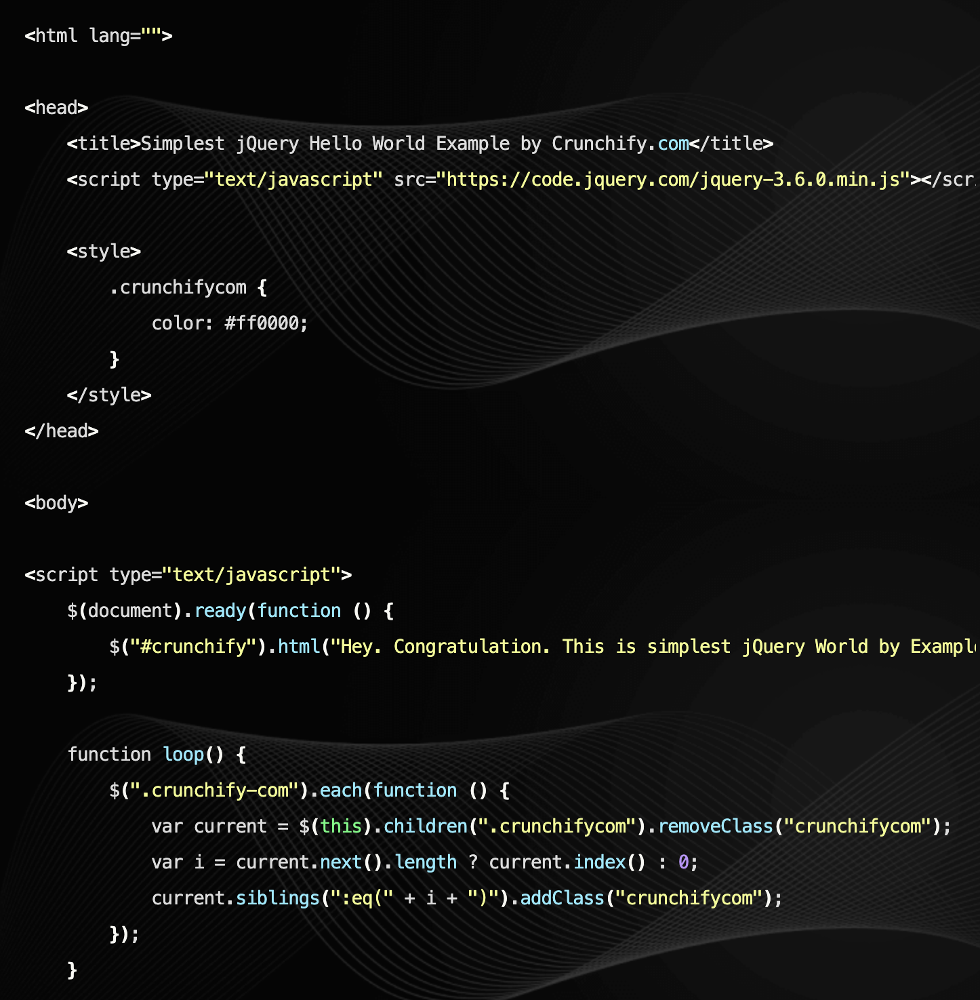 <html lang="">
<head>
<title>Simplest jQuery Hello World Example by Crunchify.com</title>
<script type="text/javascript" src="https://code.jquery.com/jquery-3.6.0.min.js"></scr
<style>
.crunchifycom {
color: #ff0000;
}
</style>
</head>
<body>
<script type="text/javascript">
$(document).ready(function () {
$("#crunchify").html("Hey. Congratulation. This is simplest jQuery World by Exampl
});
function loop() {
$(".crunchify-com").each(function () {
var current = $(this).children(".crunchifycom").removeClass("crunchifycom");
var i = current.next().length ? current.index() : 0;
current.siblings(":eq(" + i + ")").addClass("crunchifycom");
});
}